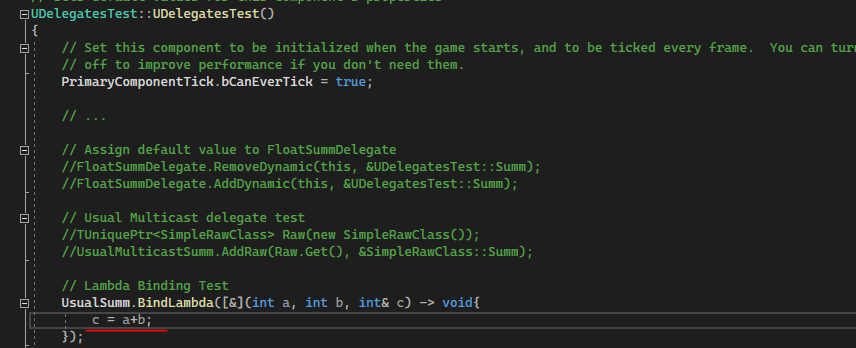 UDelegatesTest::UDelegatesTest()
{
// Set this component to be initialized when the game starts, and to be ticked every frame.  You can turn
// off to improve performance if you don't need them.
PrimaryComponentTick.bCanEverTick = true;
// ...
// Assign default value to FloatSummDelegate
//FloatSummDelegate.RemoveDynamic(this, &UDelegatesTest::Summ);
//FloatSummDelegate.AddDynamic(this, &UDelegatesTest::Summ);
// Usual Multicast delegate test
//TUniquePtr<SimpleRawClass> Raw(new SimpleRawClass());
//UsualMulticastSumm.AddRaw(Raw.Get(), &SimpleRawClass::Summ);
// Lambda Binding Test
UsualSumm.BindLambda([&](int a, int b, int& c) -> void{
c = a+b;
});